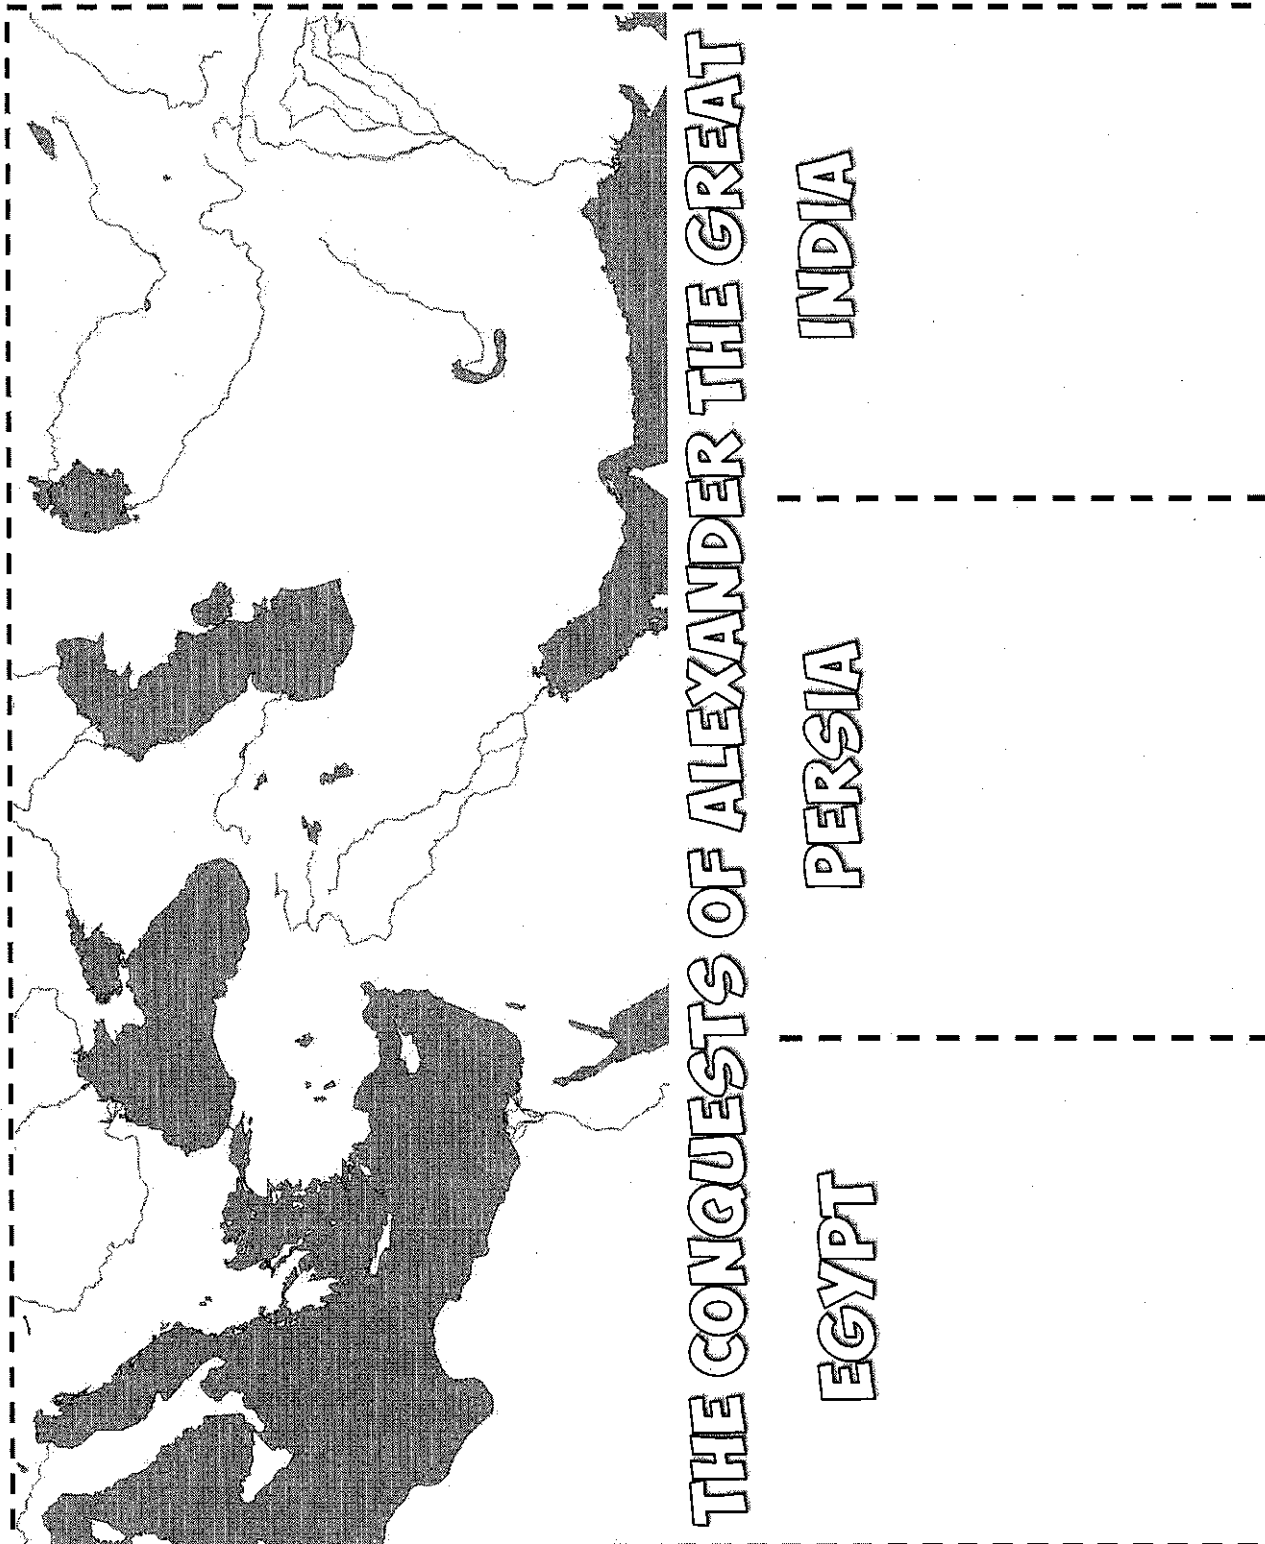 THE CONQUESTS OF ALEXANDER THE GREAT
EGYPT
PERSIA
INDIA